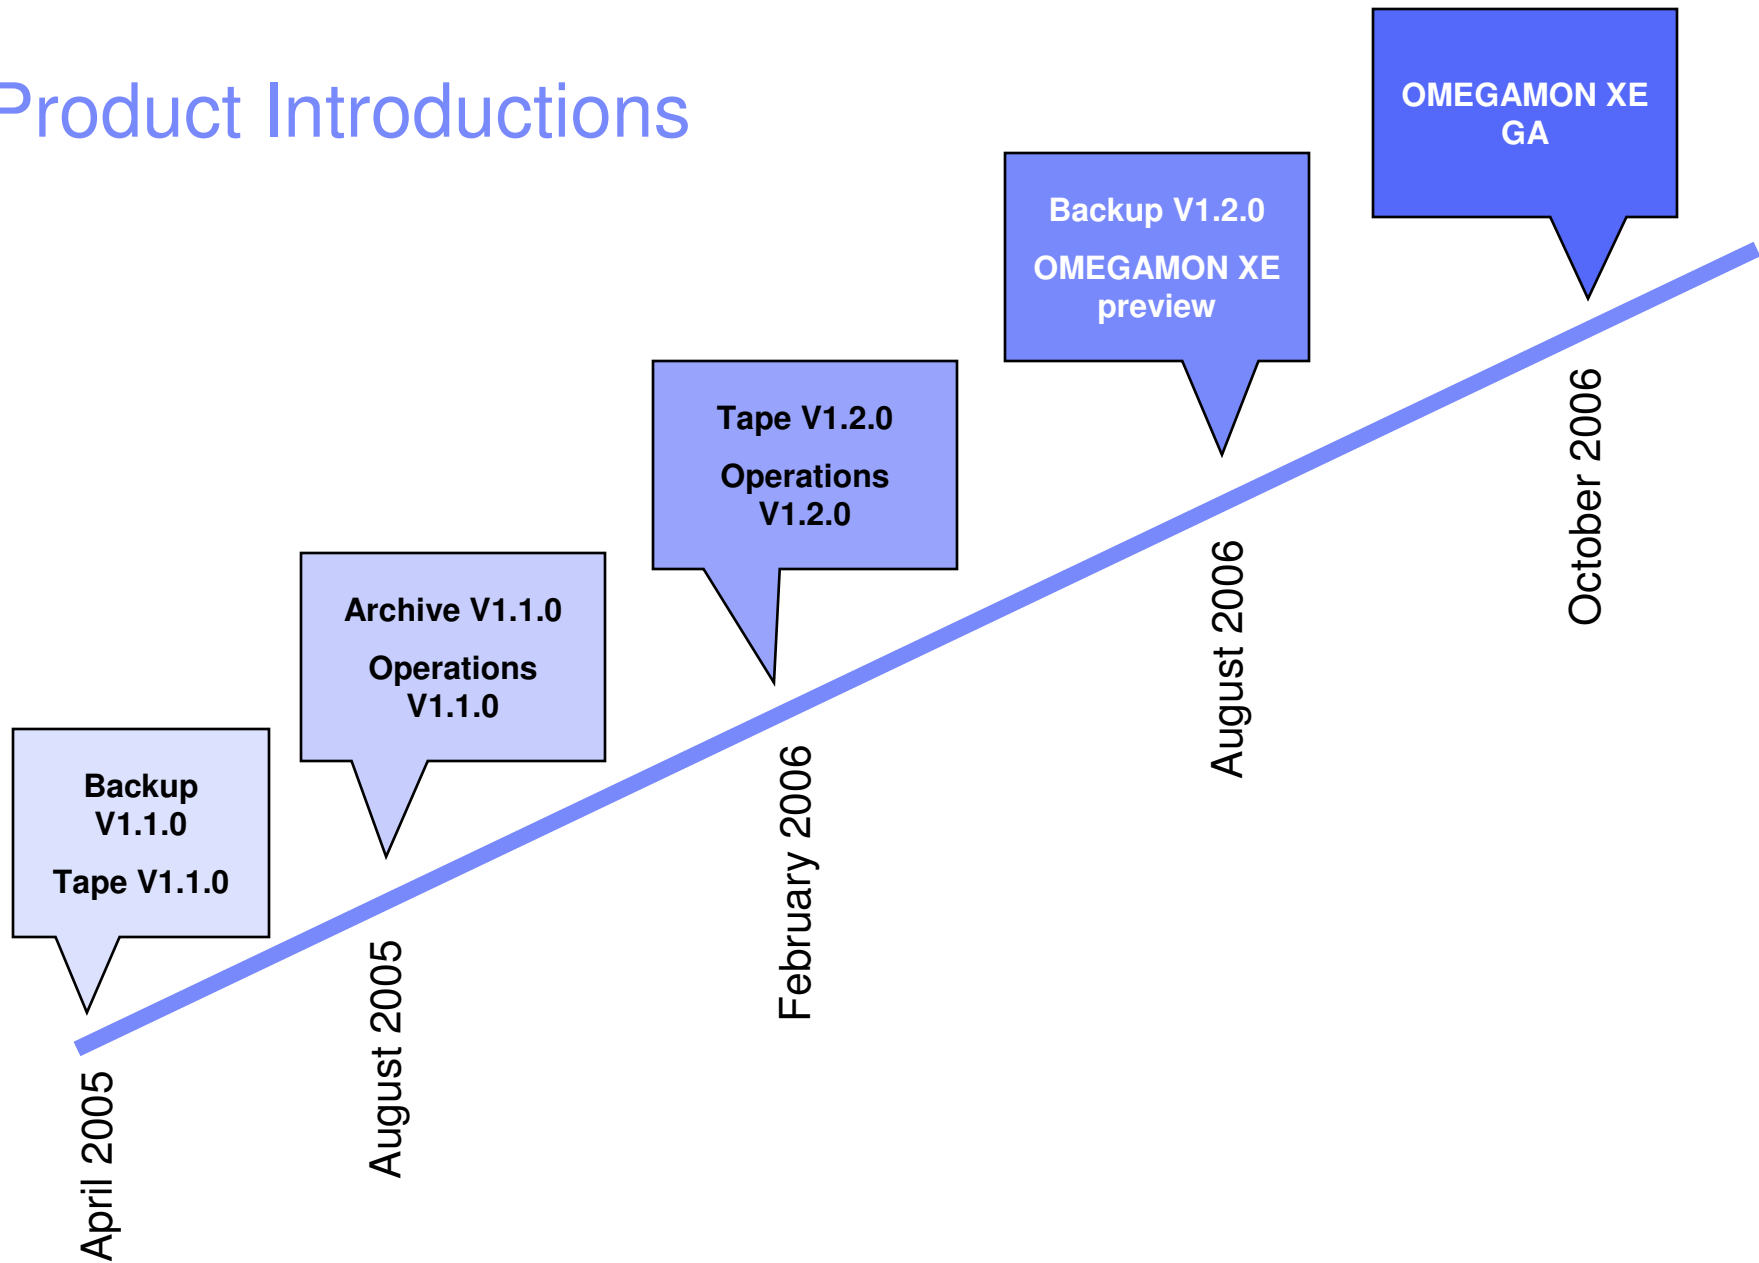 Product Introductions
Backup
V1.1.0
Tape V1.1.0
April 2005
Archive V1.1.0
Operations
V1.1.0
August 2005
Tape V1.2.0
Operations
V1.2.0
February 2006
Backup V1.2.0
OMEGAMON XE
preview
August 2006
OMEGAMON XE
GA
October 2006